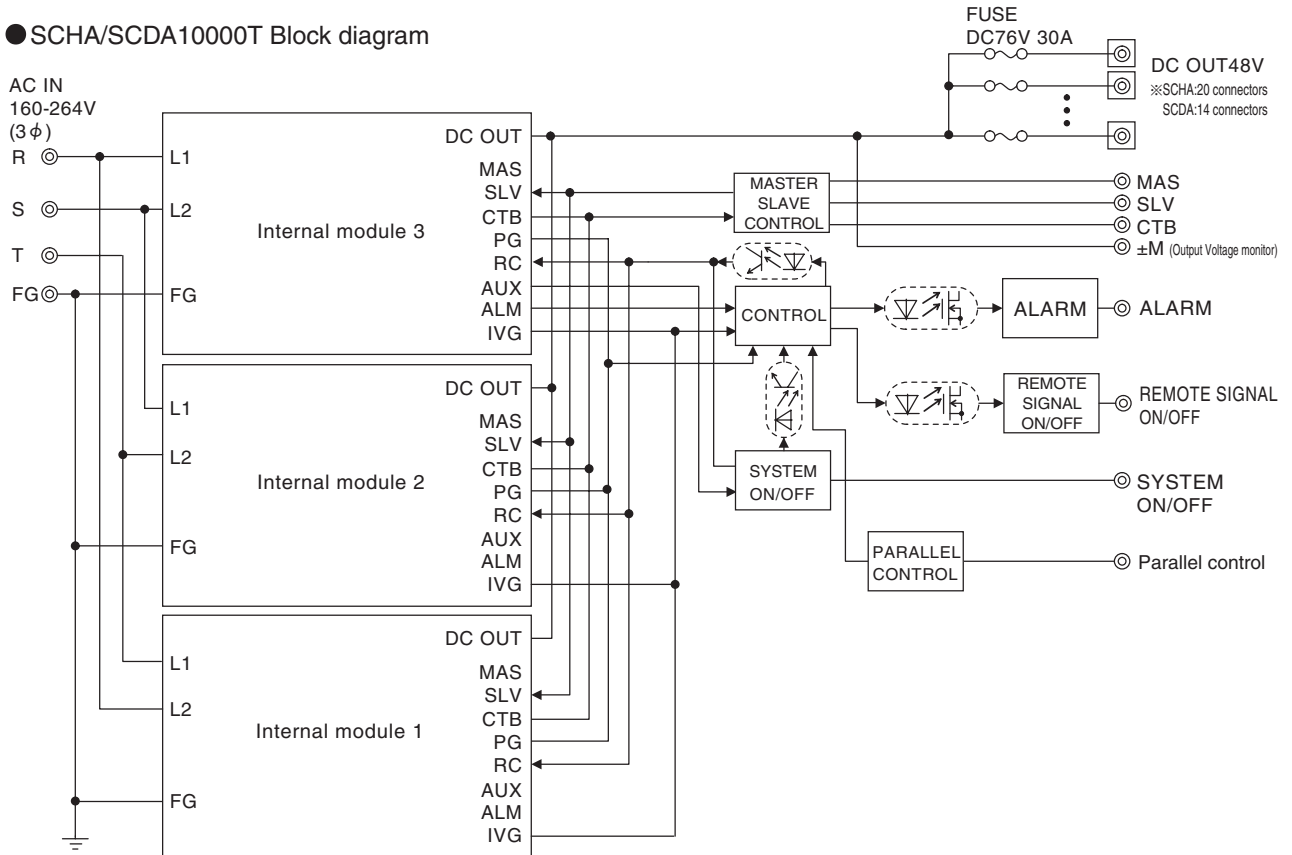 ●SCHA/SCDA10000T Block diagram
FUSE
DC76V 30A
DC OUT48V
※SCHA:20 connectors
SCDA:14 connectors
AC IN
160-264V
(3φ)
R
S
T
FG
L1
L2
FG
Internal module 3
DC OUT
MAS
SLV
CTB
PG
RC
AUX
ALM
IVG
L1
L2
FG
Internal module 2
DC OUT
MAS
SLV
CTB
PG
RC
AUX
ALM
IVG
L1
L2
FG
Internal module 1
DC OUT
MAS
SLV
CTB
PG
RC
AUX
ALM
IVG
MASTER
SLAVE
CONTROL
MAS
SLV
CTB
±M (Output Voltage monitor)
CONTROL
ALARM
ALARM
REMOTE
SIGNAL
ON/OFF
REMOTE SIGNAL
ON/OFF
SYSTEM
ON/OFF
SYSTEM
ON/OFF
PARALLEL
CONTROL
Parallel control